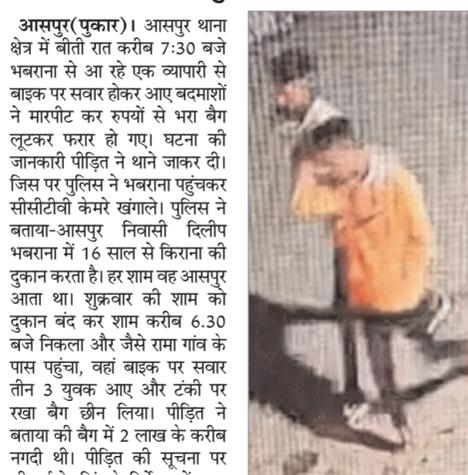 आसपुर(पुकार)। आसपुर थाना
क्षेत्र में बीती रात करीब 7:30 बजे
भबराना से आ रहे एक व्यापारी से
बाइक पर सवार होकर आए बदमाशों
ने मारपीट कर रुपयों से भरा बैग
लूटकर फरार हो गए। घटना की
जानकारी पीड़ित ने थाने जाकर दी।
जिस पर पुलिस ने भबराना पहुंचकर
सीसीटीवी केमरे खंगाले। पुलिस ने
बताया-आसपुर निवासी दिलीप
भबराना में 16 साल से किराना की
दुकान करता है। हर शाम वह आसपुर
आता था। शुक्रवार की शाम को
दुकान बंद कर शाम करीब 6.30
बजे निकला और जैसे रामा गांव के
पास पहुंचा, वहां बाइक पर सवार
तीन 3 युवक आए और टंकी पर
रखा बैग छीन लिया। पीड़ित ने
बताया की बैग में 2 लाख के करीब
नगदी थी। पीड़ित की सूचना पर